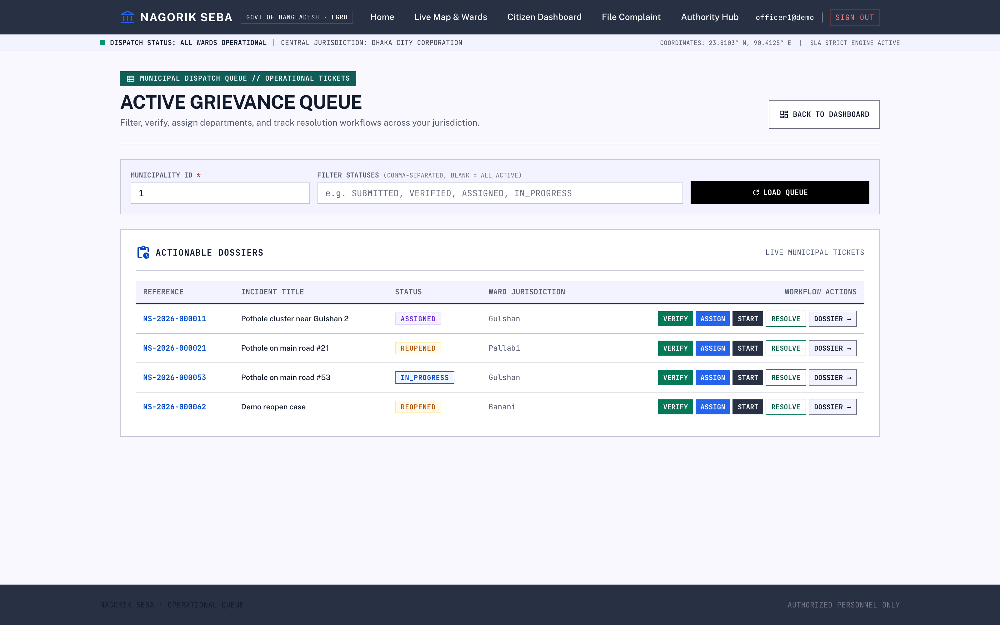 NAGORIK SEBA GOVT OF BANGLADESH · LGRD Home Live Map & Wards Citizen Dashboard File Complaint Authority Hub officer1@demo | SIGN OUT
DISPATCH STATUS: ALL WARDS OPERATIONAL | CENTRAL JURISDICTION: DHAKA CITY CORPORATION COORDINATES: 23.8103° N, 90.4125° E | SLA STRICT ENGINE ACTIVE
MUNICIPAL DISPATCH QUEUE // OPERATIONAL TICKETS
ACTIVE GRIEVANCE QUEUE
Filter, verify, assign departments, and track resolution workflows across your jurisdiction.
BACK TO DASHBOARD
MUNICIPALITY ID * FILTER STATUSES (COMMA-SEPARATED, BLANK = ALL ACTIVE)
1 e.g. SUBMITTED, VERIFIED, ASSIGNED, IN_PROGRESS LOAD QUEUE
ACTIONABLE DOSSIERS LIVE MUNICIPAL TICKETS
REFERENCE INCIDENT TITLE STATUS WARD JURISDICTION WORKFLOW ACTIONS
NS-2026-000011 Pothole cluster near Gulshan 2 ASSIGNED Gulshan VERIFY ASSIGN START RESOLVE DOSSIER →
NS-2026-000021 Pothole on main road #21 REOPENED Pallabi VERIFY ASSIGN START RESOLVE DOSSIER →
NS-2026-000053 Pothole on main road #53 IN_PROGRESS Gulshan VERIFY ASSIGN START RESOLVE DOSSIER →
NS-2026-000062 Demo reopen case REOPENED Banani VERIFY ASSIGN START RESOLVE DOSSIER →
NAGORIK SEBA · OPERATIONAL QUEUE AUTHORIZED PERSONNEL ONLY